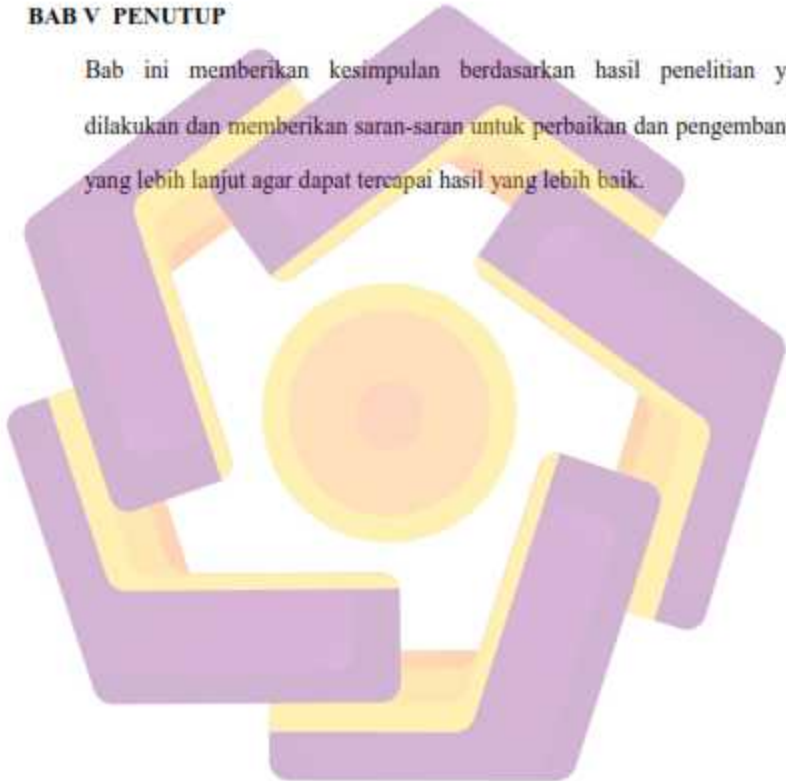 BAB V PENUTUP
Bab ini memberikan kesimpulan berdasarkan hasil penelitian y
dilakukan dan memberikan saran-saran untuk perbaikan dan pengemban
yang lebih lanjut agar dapat tercapai hasil yang lebih baik.